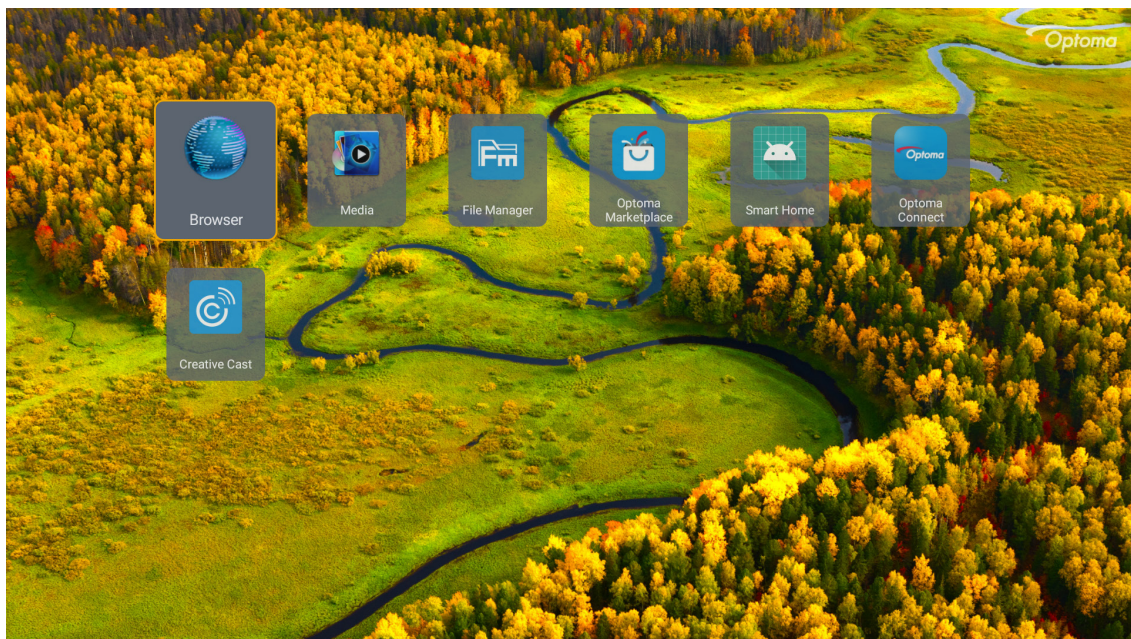 Optoma
Browser
Media
Fm
File Manager
Optoma
Marketplace
Smart Home
Optoma
Optoma
Connect
Creative Cast